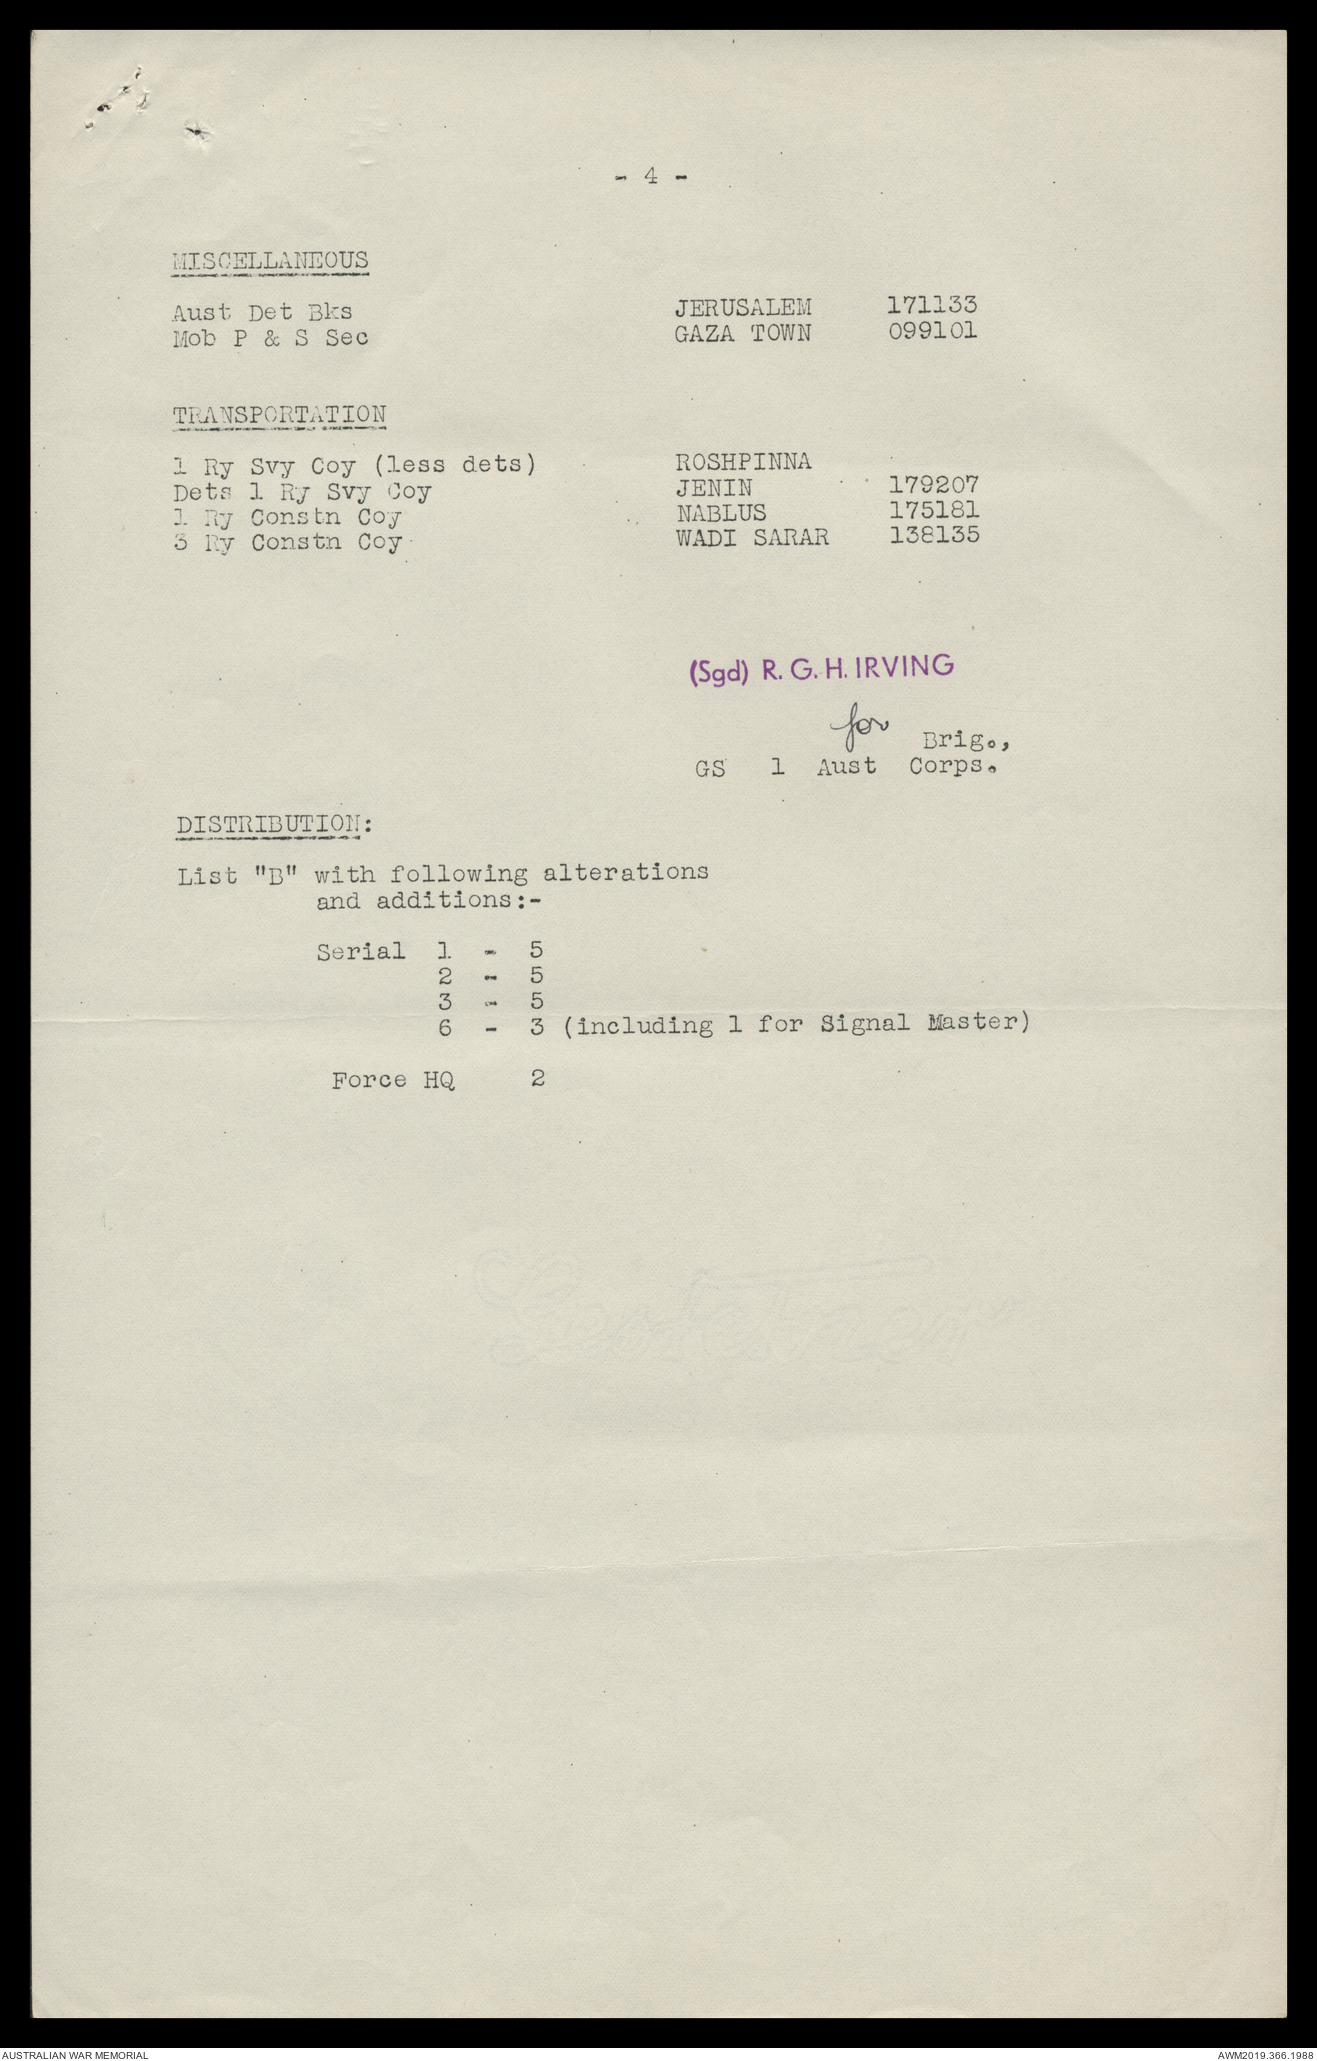 - 4 -
MISCELLANEOUS
Aust Det Bks JERUSALEM 171133
Mob P & S Sec GAZA TOWN 099101
TRANSPORTATION
1 Ry Svy Coy (less dets) ROSHPINNA
Dets 1 Ry Svy Coy JENIN 179207
1 Ry Constn Coy NABLUS 175181
3 Ry Constn Coy WADI SARAR 138135
(Sgd) R. G. H. IRVING
for Brig.,
GS 1 Aust Corps.
DISTRIBUTION:
List "B" with following alterations
and additions:-
Serial 1 - 5
2 - 5
3 - 5
6 - 3 (including 1 for Signal Master)
Force HQ 2
Gestetner
AUSTRALIAN WAR MEMORIAL AWM2019.366.1988